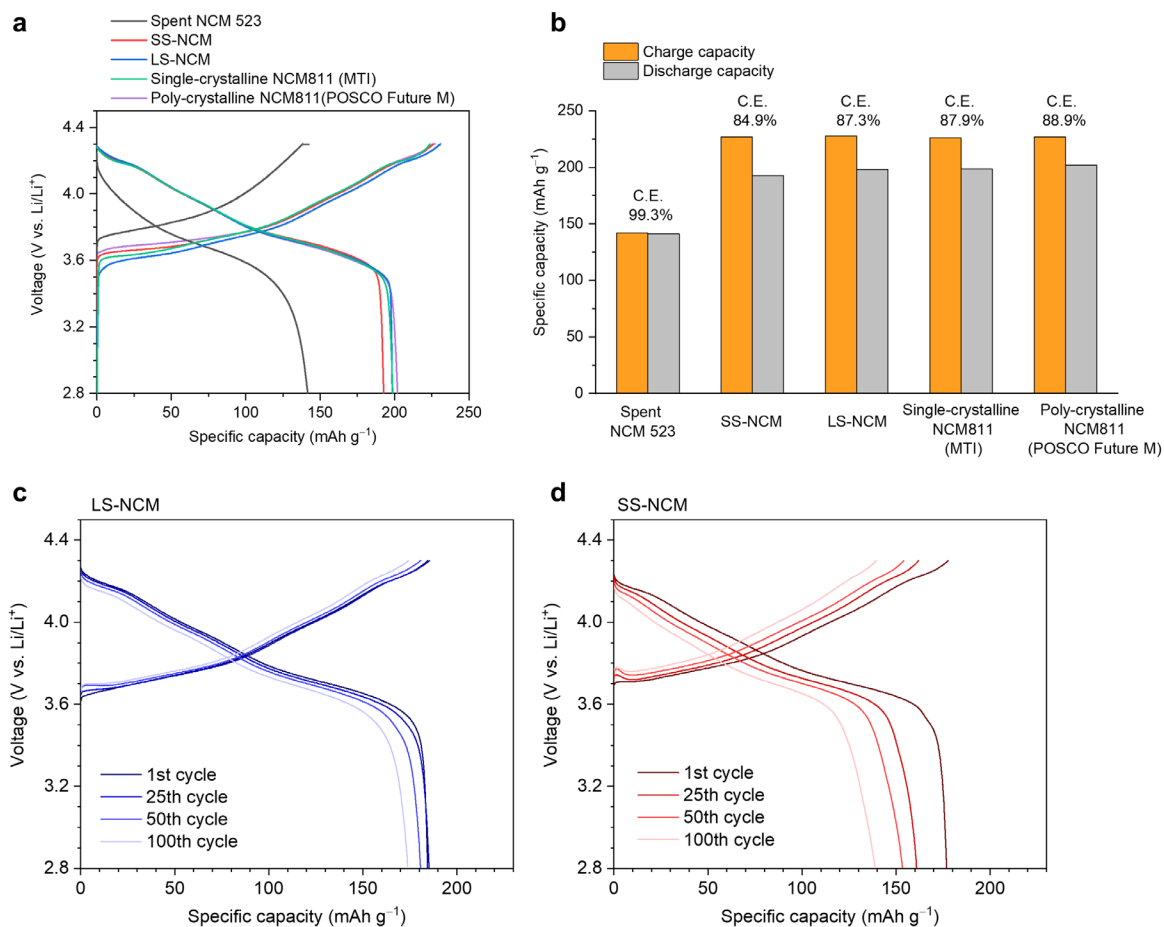 a
Spent NCM 523
SS-NCM
LS-NCM
Single-crystalline NCM811 (MTI)
Poly-crystalline NCM811(POSCO Future M)
4.4
4.0
3.6
3.2
2.8
Voltage (V vs. Li/Li⁺)
0 50 100 150 200 250
Specific capacity (mAh g⁻¹)
b
Charge capacity
Discharge capacity
250
200
150
100
50
0
Specific capacity (mAh g⁻¹)
C.E.
99.3%
C.E.
84.9%
C.E.
87.3%
C.E.
87.9%
C.E.
88.9%
Spent
NCM 523
SS-NCM
LS-NCM
Single-crystalline
NCM811
(MTI)
Poly-crystalline
NCM811
(POSCO Future M)
c
LS-NCM
4.4
4.0
3.6
3.2
2.8
Voltage (V vs. Li/Li⁺)
1st cycle
25th cycle
50th cycle
100th cycle
0 50 100 150 200
Specific capacity (mAh g⁻¹)
d
SS-NCM
4.4
4.0
3.6
3.2
2.8
Voltage (V vs. Li/Li⁺)
1st cycle
25th cycle
50th cycle
100th cycle
0 50 100 150 200
Specific capacity (mAh g⁻¹)